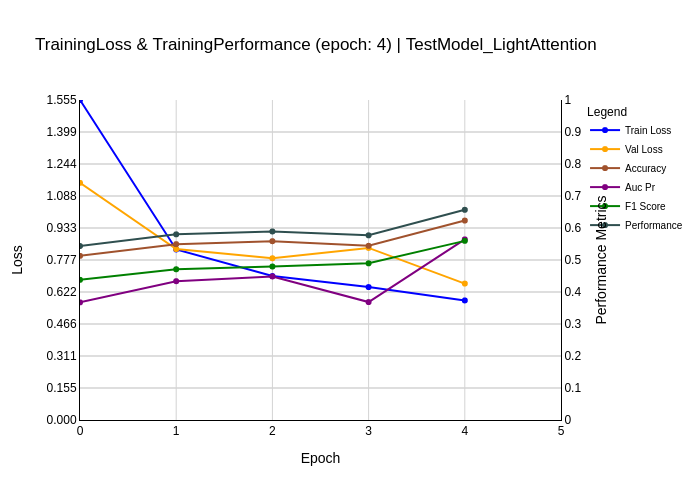 TrainingLoss & TrainingPerformance (epoch: 4) | TestModel_LightAttention
1.555
1.399
1.244
1.088
0.933
0.777
0.622
0.466
0.311
0.155
0.000
Loss
0
1
2
3
4
5
Epoch
1
0.9
0.8
0.7
0.6
0.5
0.4
0.3
0.2
0.1
0
Performance Metrics
Legend
Train Loss
Val Loss
Accuracy
Auc Pr
F1 Score
Performance